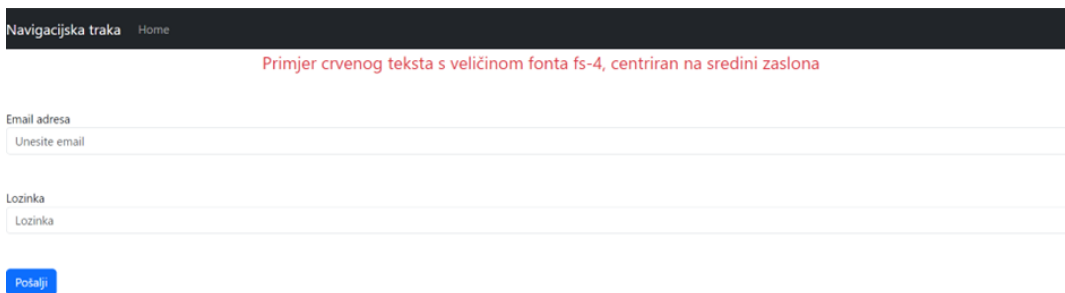 Navigacijska traka Home
Primjer crvenog teksta s veličinom fonta fs-4, centriran na sredini zaslona
Email adresa
Unesite email
Lozinka
Lozinka
Pošalji